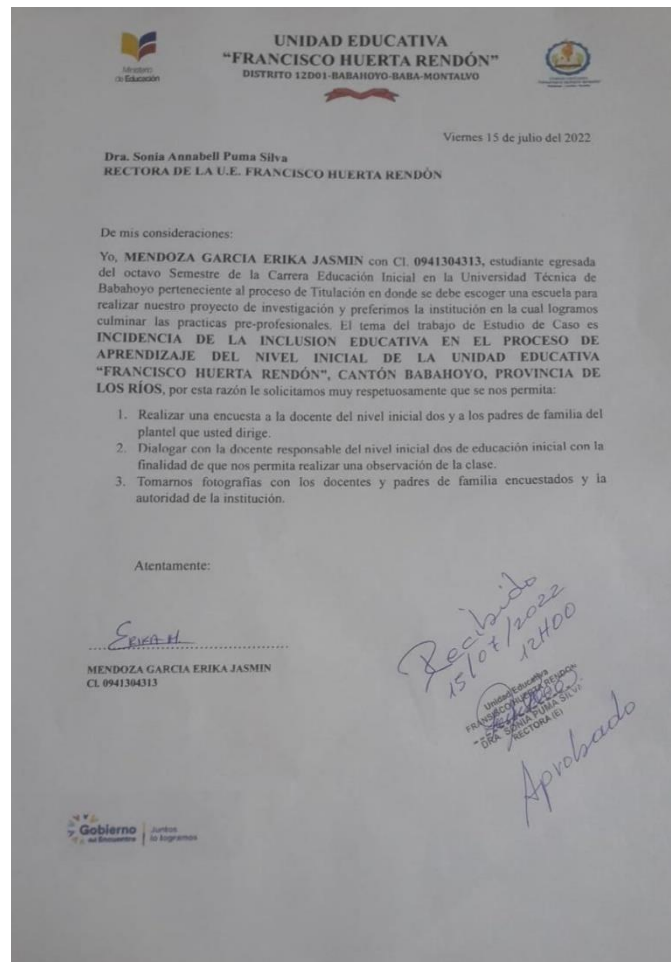 Ministerio
de Educación
UNIDAD EDUCATIVA
“FRANCISCO HUERTA RENDÓN”
DISTRITO 12D01-BABAHOYO-BABA-MONTALVO
Viernes 15 de julio del 2022
Dra. Sonia Annabell Puma Silva
RECTORA DE LA U.E. FRANCISCO HUERTA RENDÓN
De mis consideraciones:
Yo, MENDOZA GARCIA ERIKA JASMIN con CI. 0941304313, estudiante egresada
del octavo Semestre de la Carrera Educación Inicial en la Universidad Técnica de
Babahoyo perteneciente al proceso de Titulación en donde se debe escoger una escuela para
realizar nuestro proyecto de investigación y preferimos la institución en la cual logramos
culminar las practicas pre-profesionales. El tema del trabajo de Estudio de Caso es
INCIDENCIA DE LA INCLUSION EDUCATIVA EN EL PROCESO DE
APRENDIZAJE DEL NIVEL INICIAL DE LA UNIDAD EDUCATIVA
“FRANCISCO HUERTA RENDÓN”, CANTÓN BABAHOYO, PROVINCIA DE
LOS RÍOS, por esta razón le solicitamos muy respetuosamente que se nos permita:
1. Realizar una encuesta a la docente del nivel inicial dos y a los padres de familia del
plantel que usted dirige.
2. Dialogar con la docente responsable del nivel inicial dos de educación inicial con la
finalidad de que nos permita realizar una observación de la clase.
3. Tomarnos fotografías con los docentes y padres de familia encuestados y la
autoridad de la institución.
Atentamente:
ERIKA M.
MENDOZA GARCIA ERIKA JASMIN
CI. 0941304313
Recibido
15/07/2022
12H00
Unidad Educativa
FRANSISCO HUERTA RENDÓN
DRA. SONIA PUMA SILVA
RECTORA (E)
Aprobado
Gobierno
del Encuentro
Juntos
lo logramos